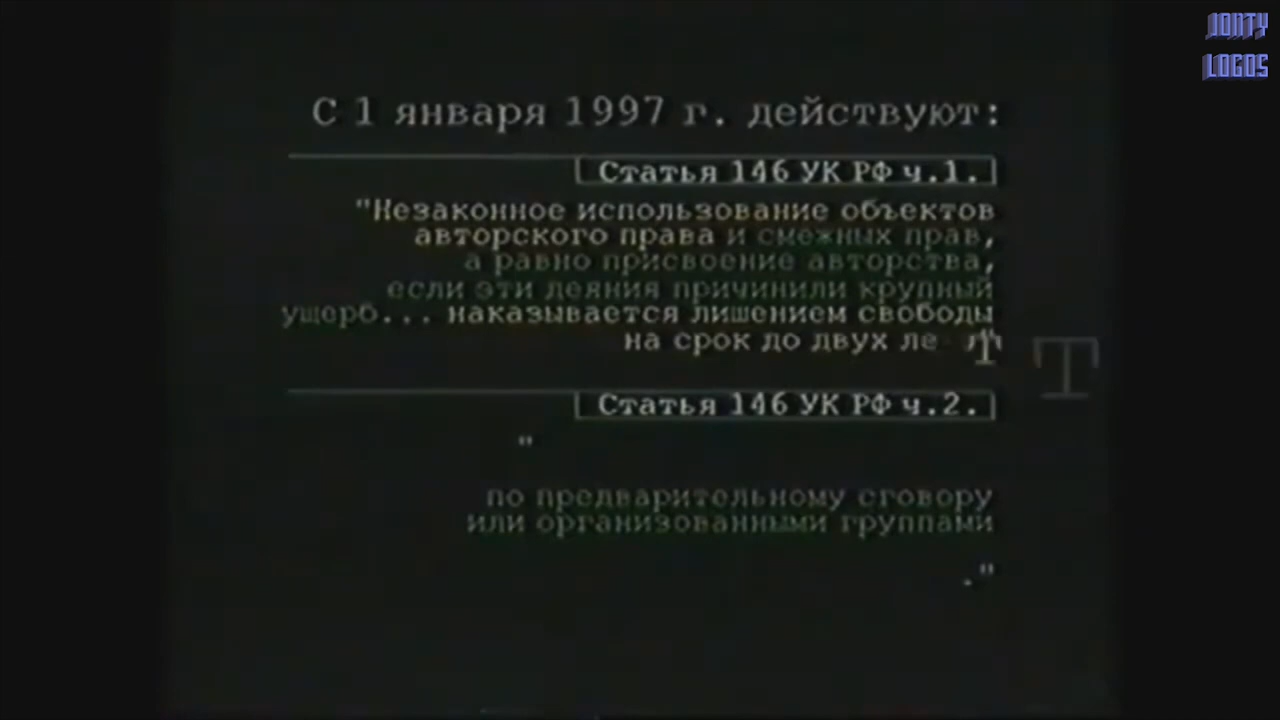 JONTY
LOGOS
С 1 января 1997 г. действуют:
Статья 146 УК РФ ч.1.
"Незаконное использование объектов
авторского права и смежных прав,
а равно присвоение авторства,
если эти деяния причинили крупный
ущерб... наказывается лишением свободы
на срок до двух ле
Т
Статья 146 УК РФ ч.2.
"
по предварительному сговору
или организованными группами
."